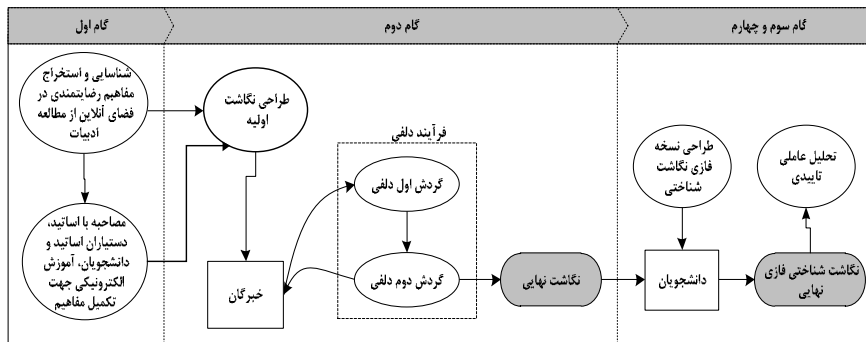 گام اول
گام دوم
گام سوم و چهارم
شناسایی و استخراج
مفاهیم رضایتمندی در
فضای آنلاین از مطالعه
ادبیات
مصاحبه با اساتید،
دستیاران اساتید و
دانشجویان، آموزش
الکترونیکی جهت
تکمیل مفاهیم
طراحی نگاشت
اولیه
خبرگان
فرآیند دلفی
گردش اول دلفی
گردش دوم دلفی
نگاشت نهایی
طراحی نسخه
فازی نگاشت
شناختی
دانشجویان
تحلیل عاملی
تاییدی
نگاشت شناختی فازی
نهایی